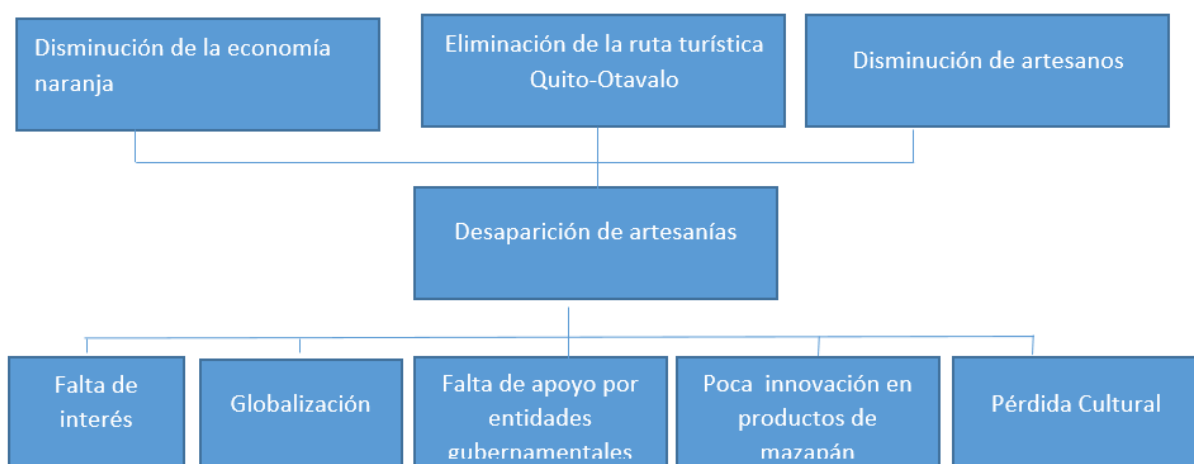 Disminución de la economía
naranja
Eliminación de la ruta turística
Quito-Otavalo
Disminución de artesanos
Desaparición de artesanías
Falta de
interés
Globalización
Falta de apoyo por
entidades
gubernamentales
Poca  innovación en
productos de
mazapán
Pérdida Cultural